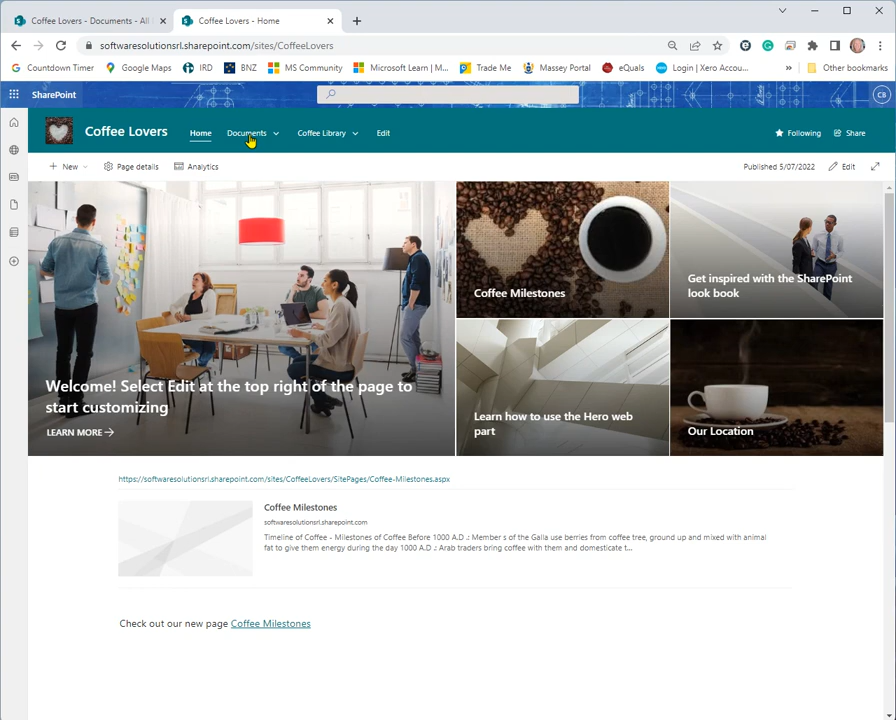 Coffee Lovers - Documents - All
Coffee Lovers - Home
softwaresolutionsrl.sharepoint.com/sites/CoffeeLovers
Countdown Timer
Google Maps
IRD
BNZ
MS Community
Microsoft Learn | M...
Trade Me
Massey Portal
eQuals
Login | Xero Accou...
»
Other bookmarks
SharePoint
CB
Coffee Lovers
Home
Documents
Coffee Library
Edit
Following
Share
New
Page details
Analytics
Published 5/07/2022
Edit
Welcome! Select Edit at the top right of the page to
start customizing
LEARN MORE
Coffee Milestones
Get inspired with the SharePoint
look book
Learn how to use the Hero web
part
Our Location
https://softwaresolutionsrl.sharepoint.com/sites/CoffeeLovers/SitePages/Coffee-Milestones.aspx
Coffee Milestones
softwaresolutionsrl.sharepoint.com
Timeline of Coffee - Milestones of Coffee Before 1000 A.D .: Member s of the Galla use berries from coffee tree, ground up and mixed with animal
fat to give them energy during the day 1000 A.D .: Arab traders bring coffee with them and domesticate t...
Check out our new page Coffee Milestones